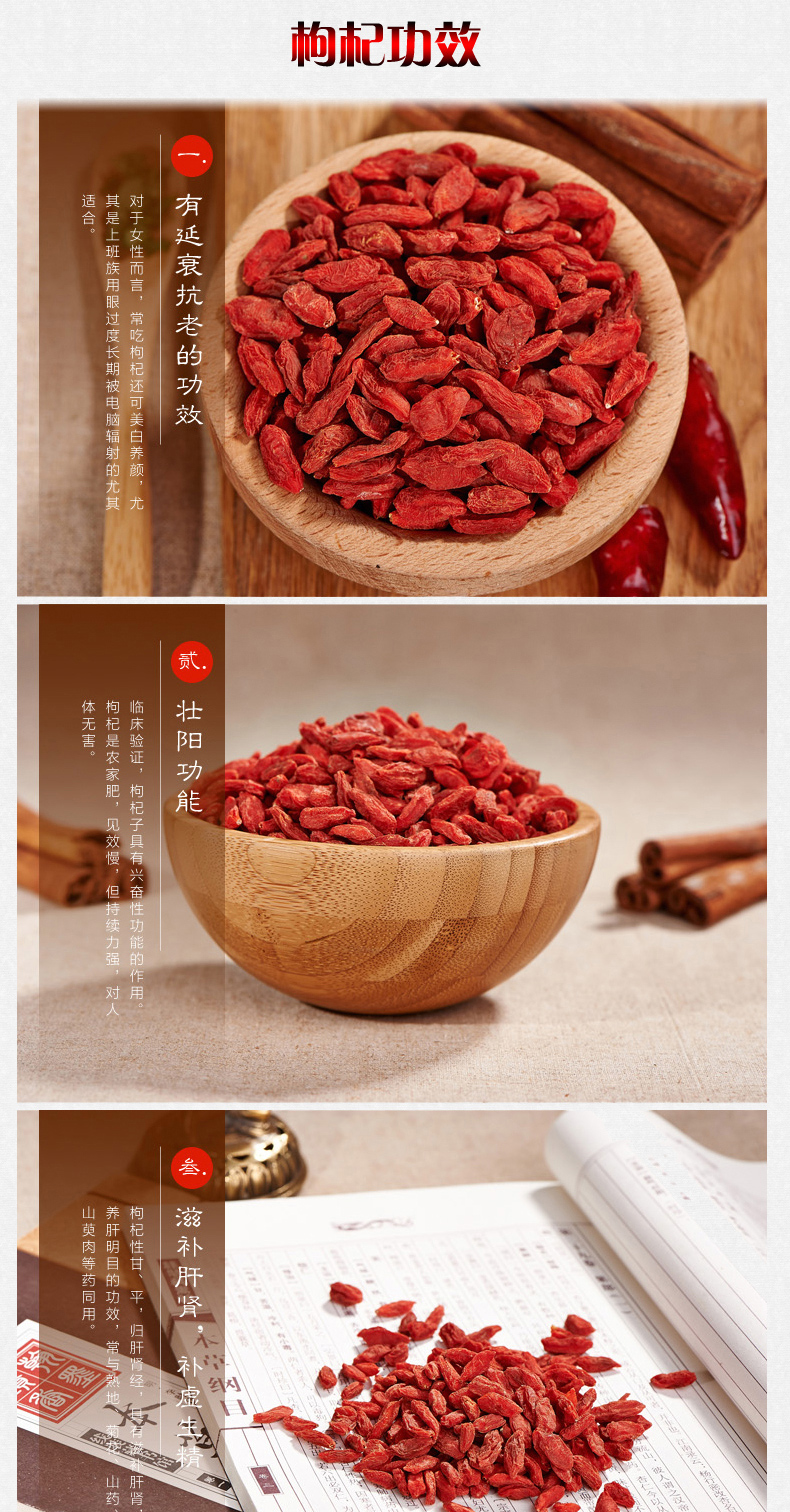 枸杞功效
一.
有延衰抗老的功效
对于女性而言，常吃枸杞还可美白养颜，尤
其是上班族用眼过度长期被电脑辐射的尤其
适合。
贰.
壮阳功能
临床验证，枸杞子具有兴奋性功能的作用。
枸杞是农家肥，见效慢，但持续力强，对人
体无害。
叁.
滋补肝肾，补虚生精
枸杞性甘、平，归肝肾经，具有滋补肝肾，
养肝明目的功效，常与熟地、菊花、山药
山萸肉等药同用。
本草纲目